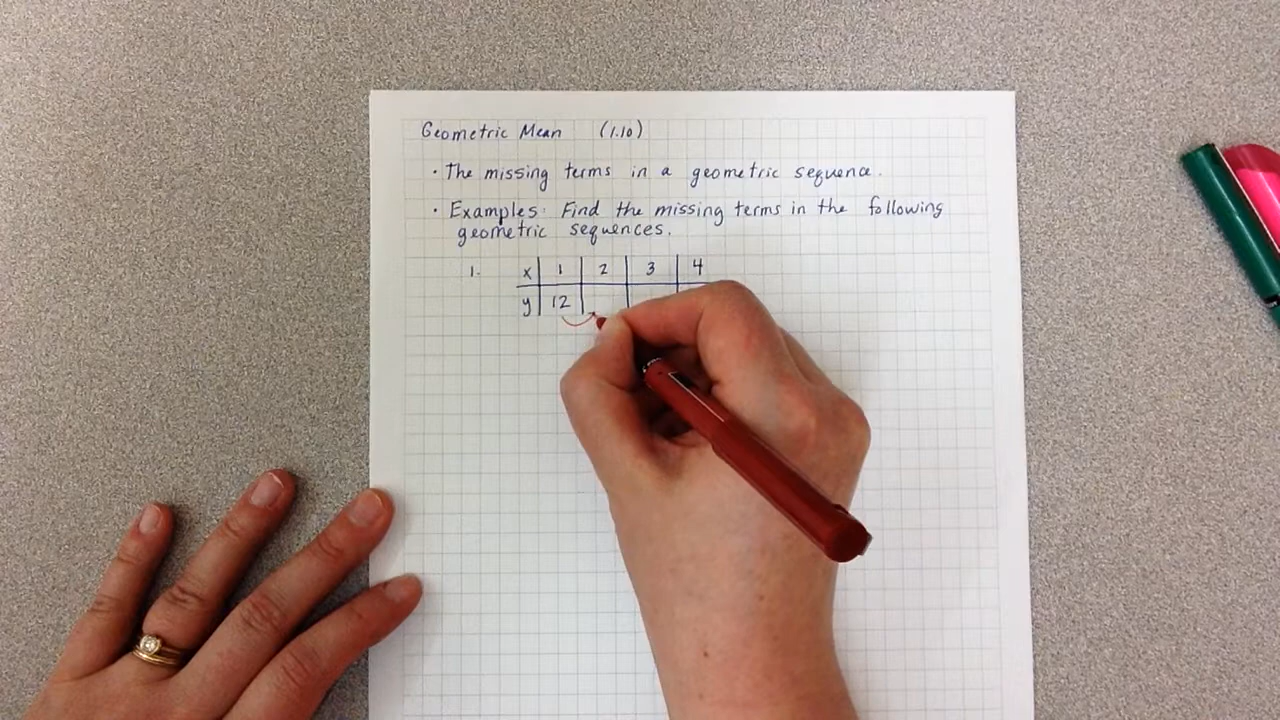 Geometric Mean (1.10)
· The missing terms in a geometric sequence.
· Examples: Find the missing terms in the following
geometric sequences.
1. x 1 2 3 4
y 12